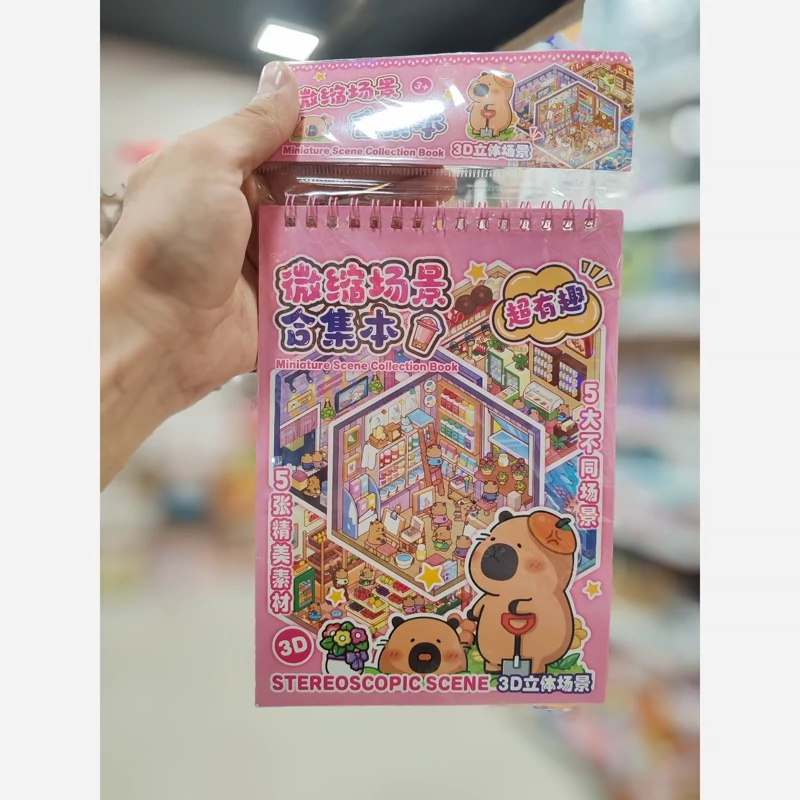 微缩场景
3+
Miniature Scene Collection Book
3D立体场景
微缩场景
合集本
超有趣
Miniature Scene Collection Book
5大不同场景
5张精美素材
3D
STEREOSCOPIC SCENE
3D立体场景